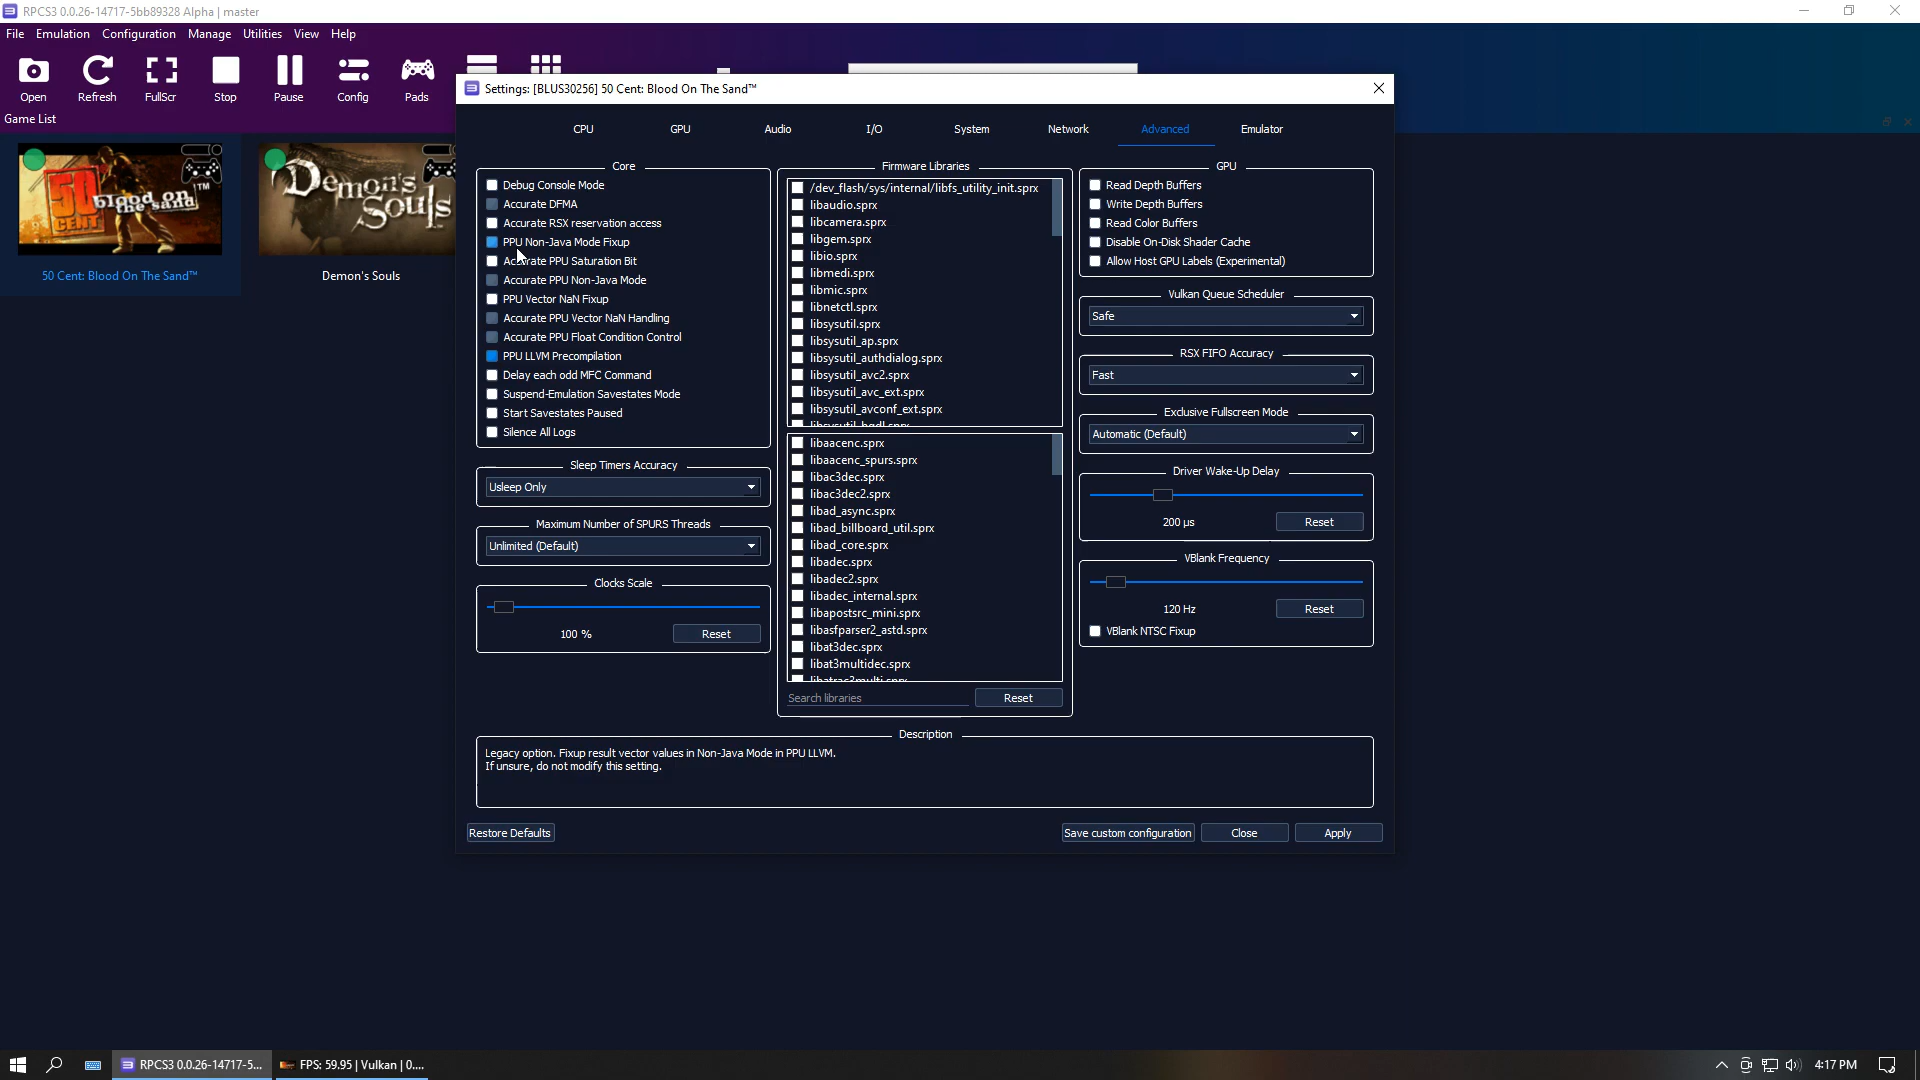 RPCS3 0.0.26-14717-5bb89328 Alpha | master
File Emulation Configuration Manage Utilities View Help
Open Refresh FullScr Stop Pause Config Pads
Game List
50 CENT blood on the sand™
50 Cent: Blood On The Sand™
Demon's Souls
Demon's Souls
Settings: [BLUS30256] 50 Cent: Blood On The Sand™
CPU GPU Audio I/O System Network Advanced Emulator
Core
Debug Console Mode
Accurate DFMA
Accurate RSX reservation access
PPU Non-Java Mode Fixup
Accurate PPU Saturation Bit
Accurate PPU Non-Java Mode
PPU Vector NaN Fixup
Accurate PPU Vector NaN Handling
Accurate PPU Float Condition Control
PPU LLVM Precompilation
Delay each odd MFC Command
Suspend-Emulation Savestates Mode
Start Savestates Paused
Silence All Logs
Sleep Timers Accuracy
Usleep Only
Maximum Number of SPURS Threads
Unlimited (Default)
Clocks Scale
100 %
Reset
Firmware Libraries
/dev_flash/sys/internal/libfs_utility_init.sprx
libaudio.sprx
libcamera.sprx
libgem.sprx
libio.sprx
libmedi.sprx
libmic.sprx
libnetctl.sprx
libsysutil.sprx
libsysutil_ap.sprx
libsysutil_authdialog.sprx
libsysutil_avc2.sprx
libsysutil_avc_ext.sprx
libsysutil_avconf_ext.sprx
libsysutil_bgdl.sprx
libaacenc.sprx
libaacenc_spurs.sprx
libac3dec.sprx
libac3dec2.sprx
libad_async.sprx
libad_billboard_util.sprx
libad_core.sprx
libadec.sprx
libadec2.sprx
libadec_internal.sprx
libapostsrc_mini.sprx
libasfparser2_astd.sprx
libat3dec.sprx
libat3multidec.sprx
libatrac3multi.sprx
Search libraries
Reset
GPU
Read Depth Buffers
Write Depth Buffers
Read Color Buffers
Disable On-Disk Shader Cache
Allow Host GPU Labels (Experimental)
Vulkan Queue Scheduler
Safe
RSX FIFO Accuracy
Fast
Exclusive Fullscreen Mode
Automatic (Default)
Driver Wake-Up Delay
200 µs
Reset
VBlank Frequency
120 Hz
Reset
VBlank NTSC Fixup
Description
Legacy option. Fixup result vector values in Non-Java Mode in PPU LLVM.
If unsure, do not modify this setting.
Restore Defaults
Save custom configuration
Close
Apply
RPCS3 0.0.26-14717-5...
FPS: 59.95 | Vulkan | 0....
4:17 PM